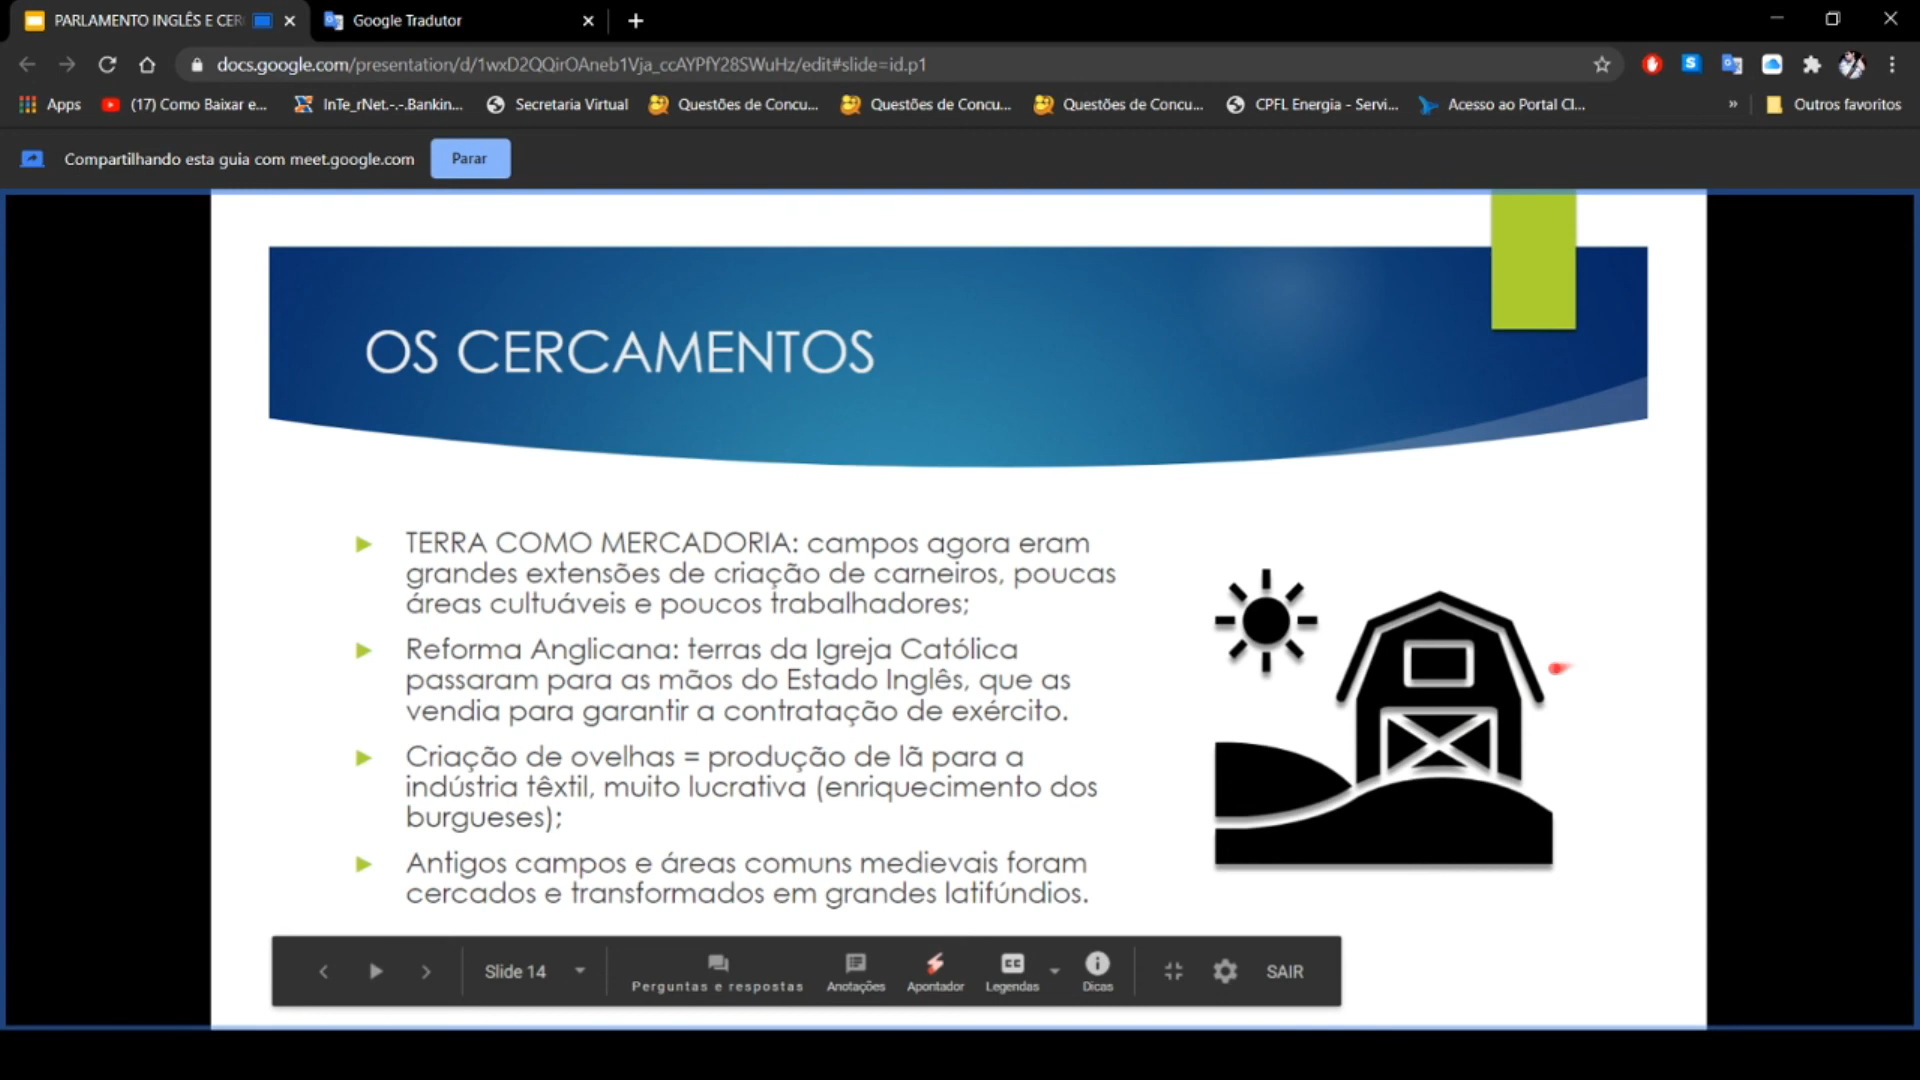 PARLAMENTO INGLÊS E CER
Google Tradutor
docs.google.com/presentation/d/1wxD2QQirOAneb1Vja_ccAYPfY28SWuHz/edit#slide=id.p1
S
Apps
(17) Como Baixar e...
InTe_rNet.-.-.Bankin...
Secretaria Virtual
Questões de Concu...
Questões de Concu...
Questões de Concu...
CPFL Energia - Servi...
Acesso ao Portal Cl...
»
Outros favoritos
Compartilhando esta guia com meet.google.com
Parar
OS CERCAMENTOS
TERRA COMO MERCADORIA: campos agora eram
grandes extensões de criação de carneiros, poucas
áreas cultuáveis e poucos trabalhadores;
Reforma Anglicana: terras da Igreja Católica
passaram para as mãos do Estado Inglês, que as
vendia para garantir a contratação de exército.
Criação de ovelhas = produção de lã para a
indústria têxtil, muito lucrativa (enriquecimento dos
burgueses);
Antigos campos e áreas comuns medievais foram
cercados e transformados em grandes latifúndios.
Slide 14
Perguntas e respostas
Anotações
Apontador
CC
Legendas
Dicas
SAIR